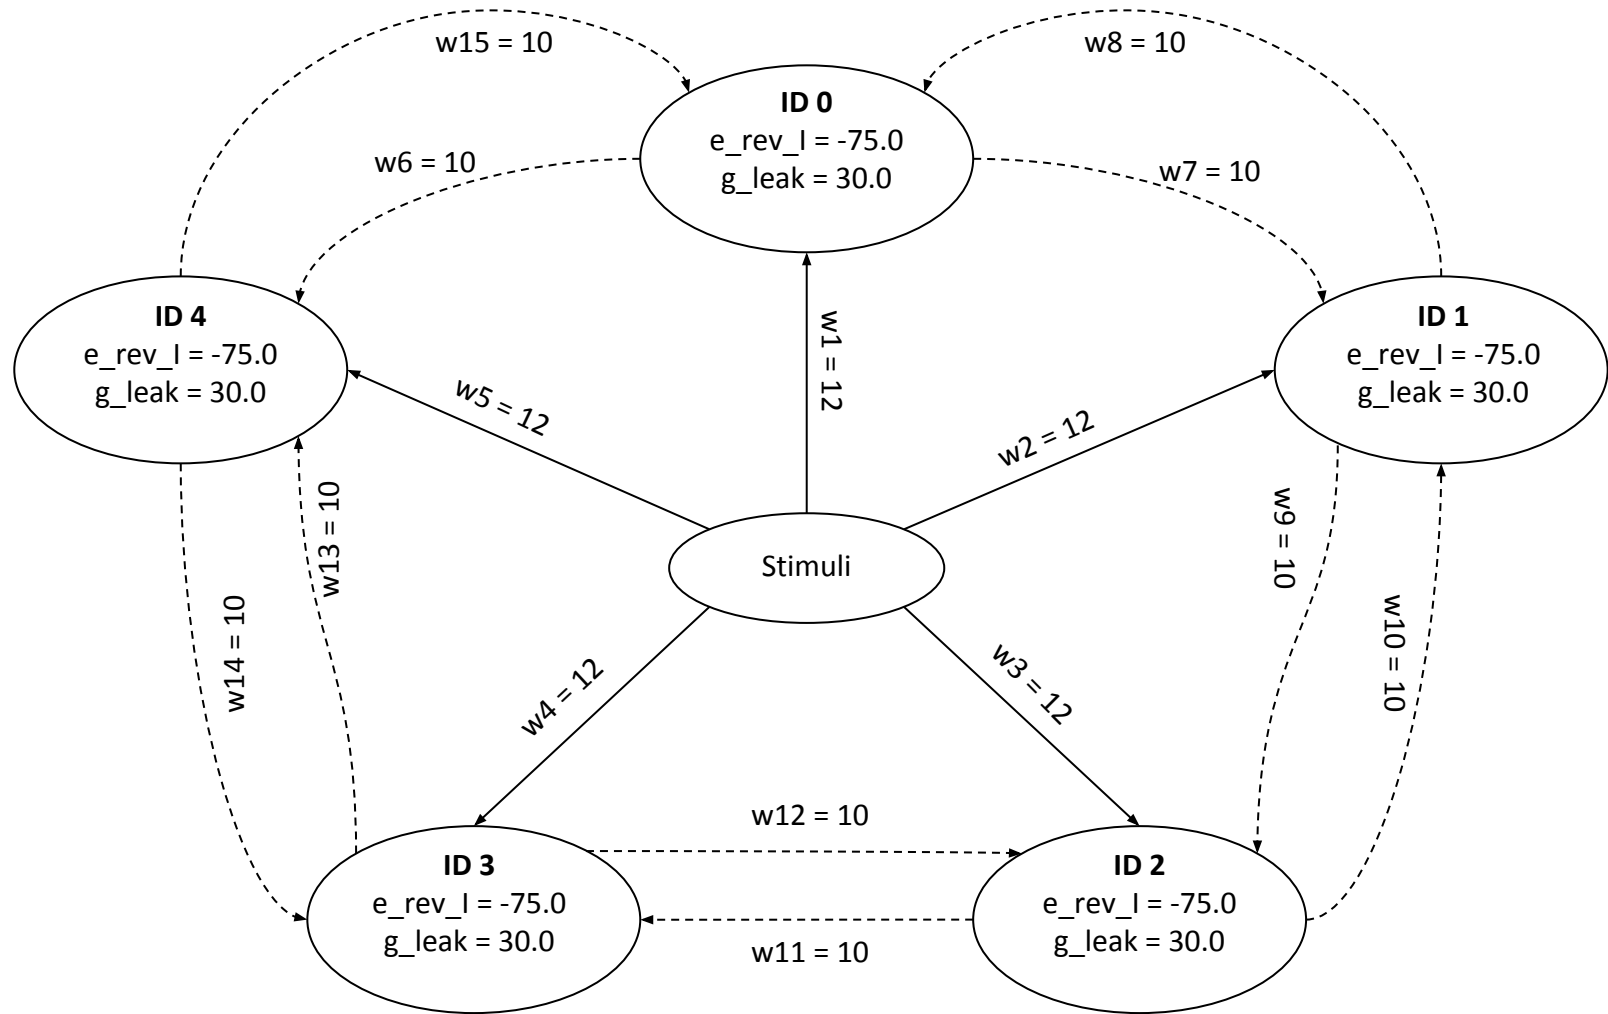 w15 = 10
w8 = 10
ID 0
e_rev_I = -75.0
g_leak = 30.0
w6 = 10
w7 = 10
ID 4
e_rev_I = -75.0
g_leak = 30.0
w1 = 12
ID 1
e_rev_I = -75.0
g_leak = 30.0
w5 = 12
w2 = 12
w13 = 10
w9 = 10
Stimuli
w14 = 10
w10 = 10
w4 = 12
w3 = 12
w12 = 10
ID 3
e_rev_I = -75.0
g_leak = 30.0
ID 2
e_rev_I = -75.0
g_leak = 30.0
w11 = 10